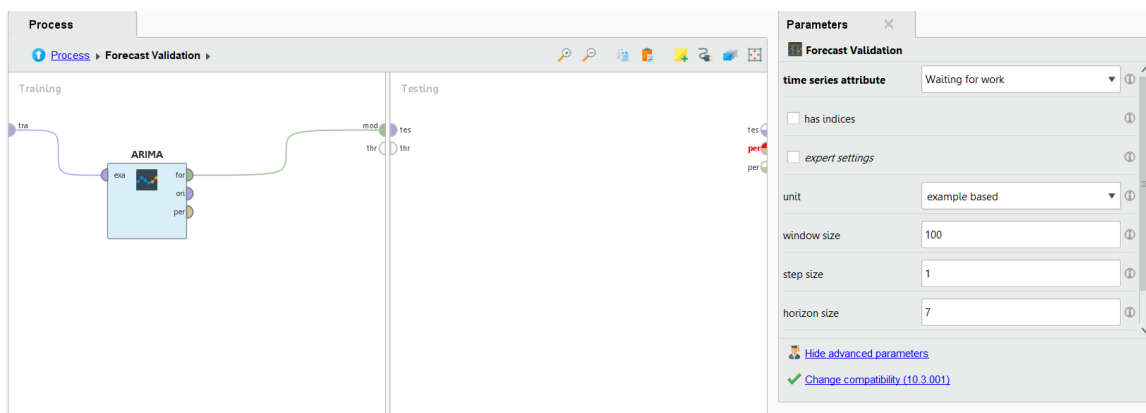 Process
Process ▸ Forecast Validation ▸
Training
Testing
tra
mod
thr
tes
thr
tes
per
per
ARIMA
exa
for
ori
per
Parameters
Forecast Validation
time series attribute
Waiting for work
has indices
expert settings
unit
example based
window size
100
step size
1
horizon size
7
Hide advanced parameters
Change compatibility (10.3.001)